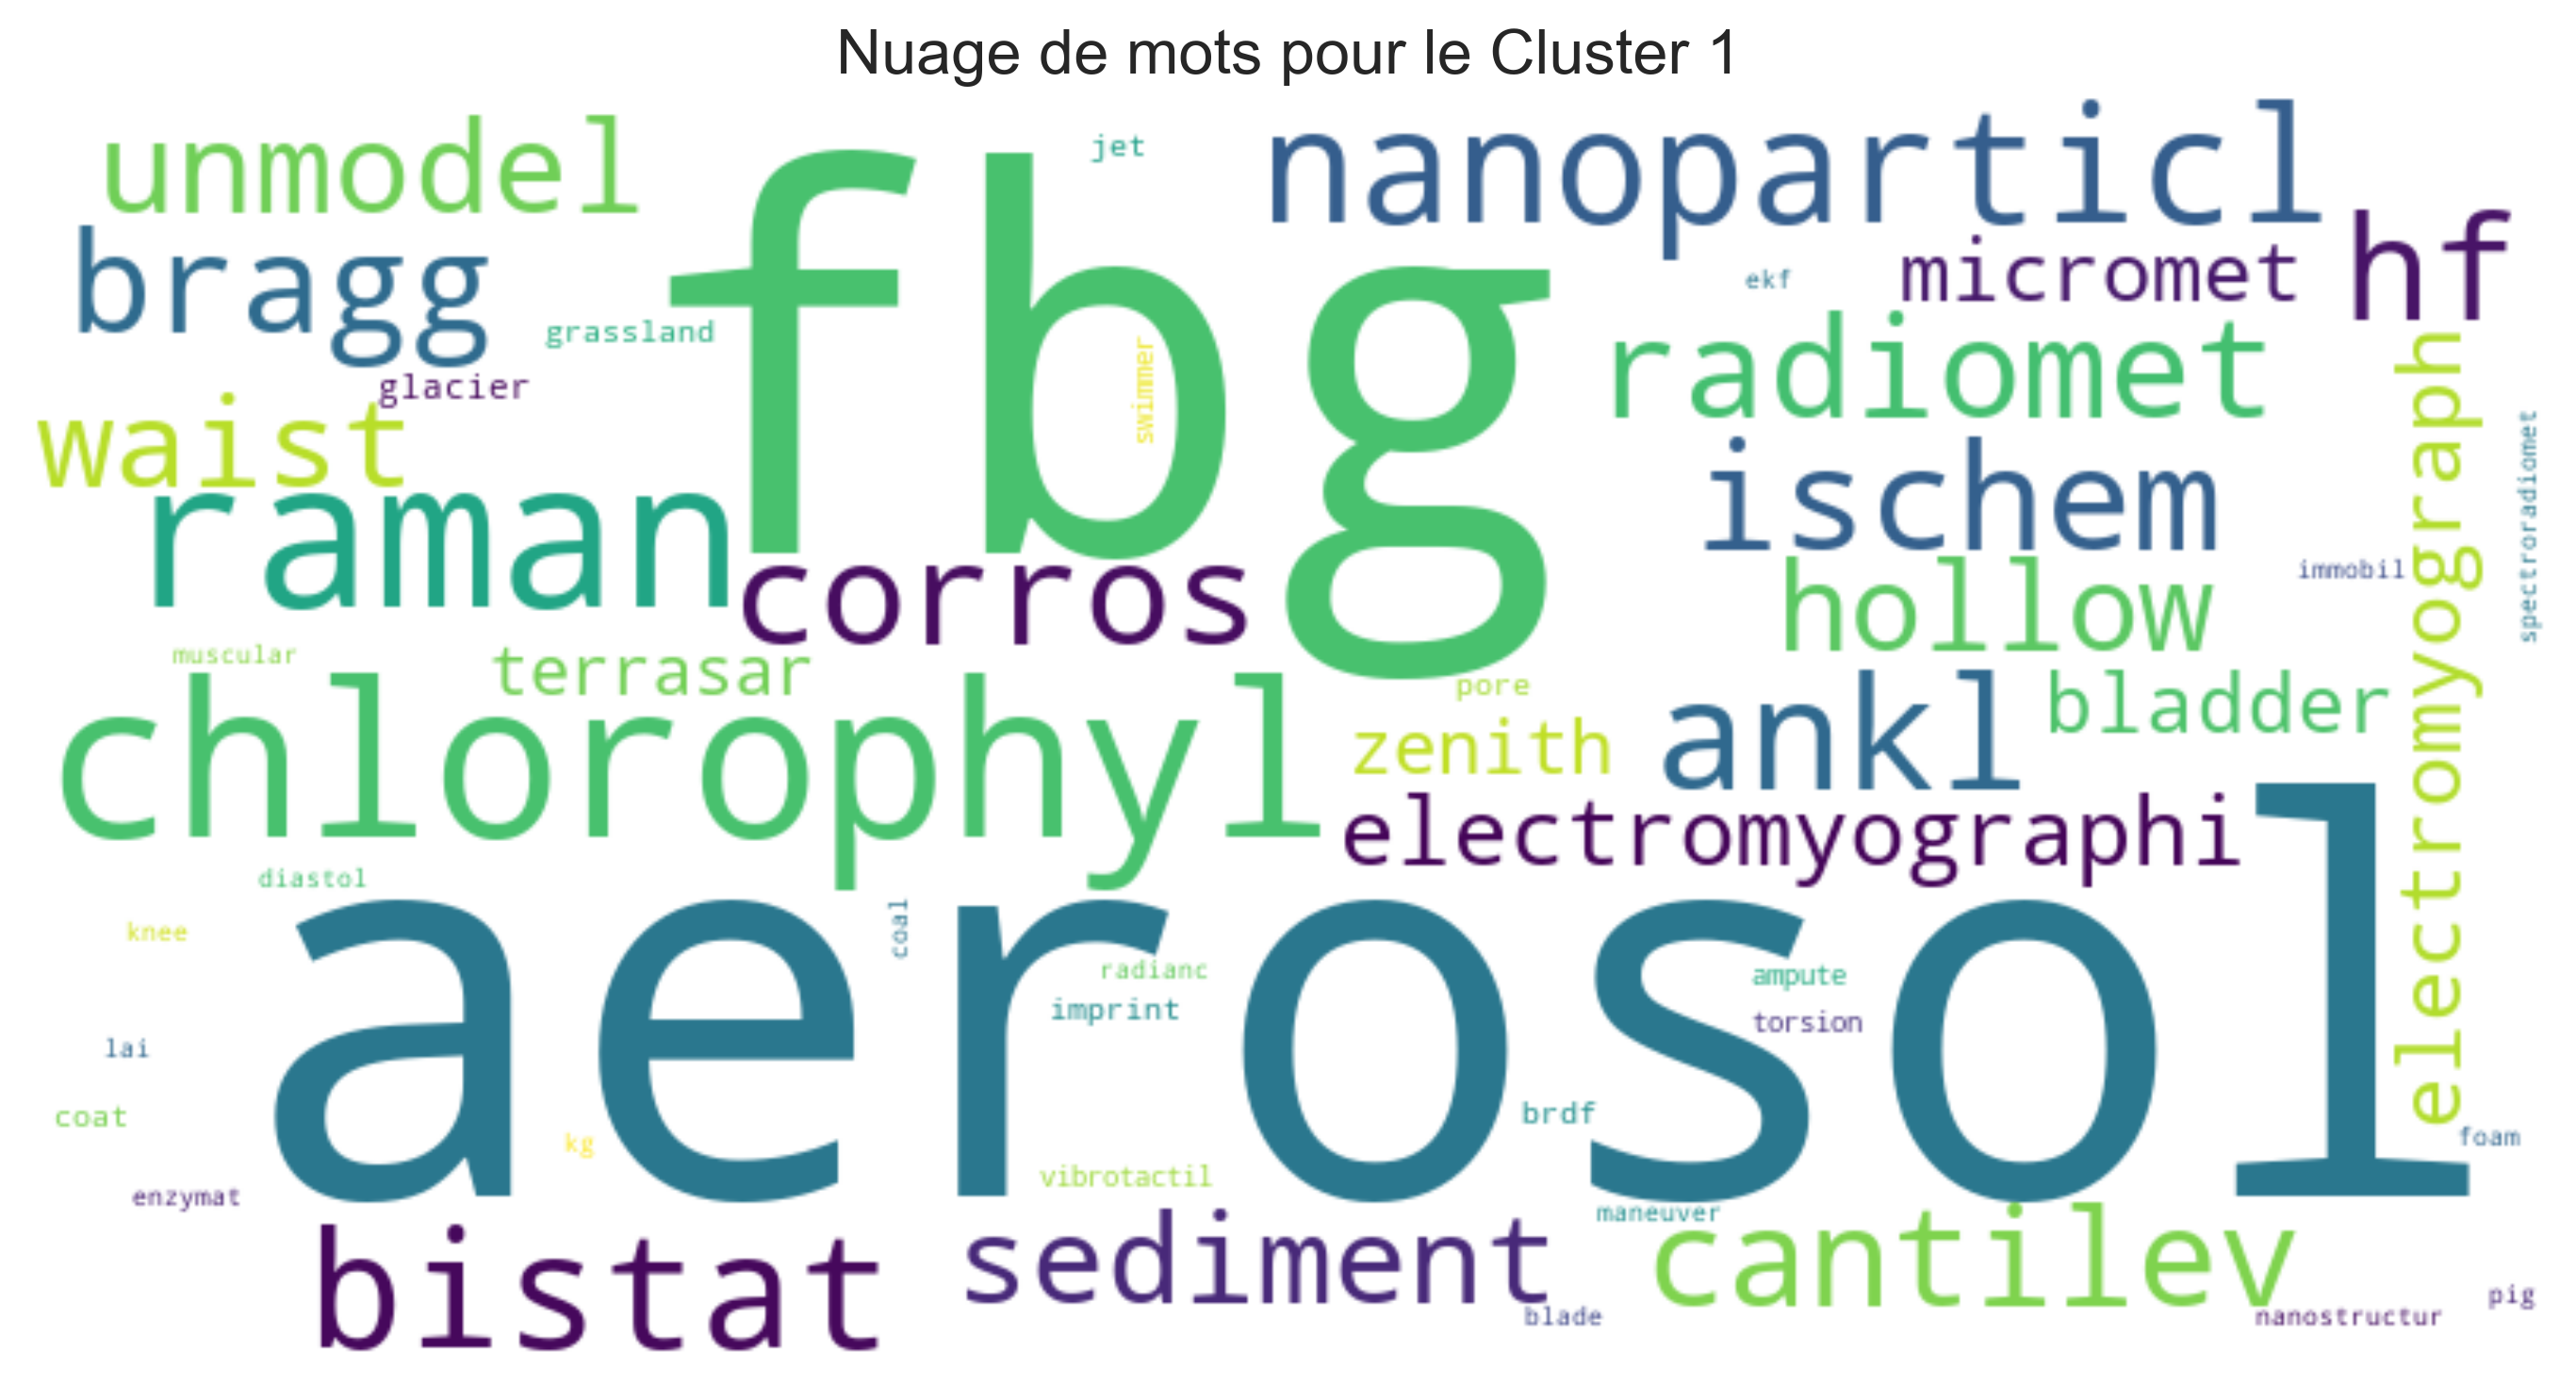 Nuage de mots pour le Cluster 1
unmodel
jet
nanoparticl
bragg
fbg
ekf
micromet
hf
grassland
glacier
swimmer
radiomet
waist
raman
ischem
electromyograph
spectroradiomet
corros
hollow
immobil
muscular
terrasar
pore
bladder
chlorophyl
zenith
ankl
electromyographi
diastol
knee
coal
aerosol
radianc
imprint
ampute
torsion
lai
coat
kg
brdf
foam
vibrotactil
enzymat
maneuver
bistat
sediment
cantilev
blade
pig
nanostructur